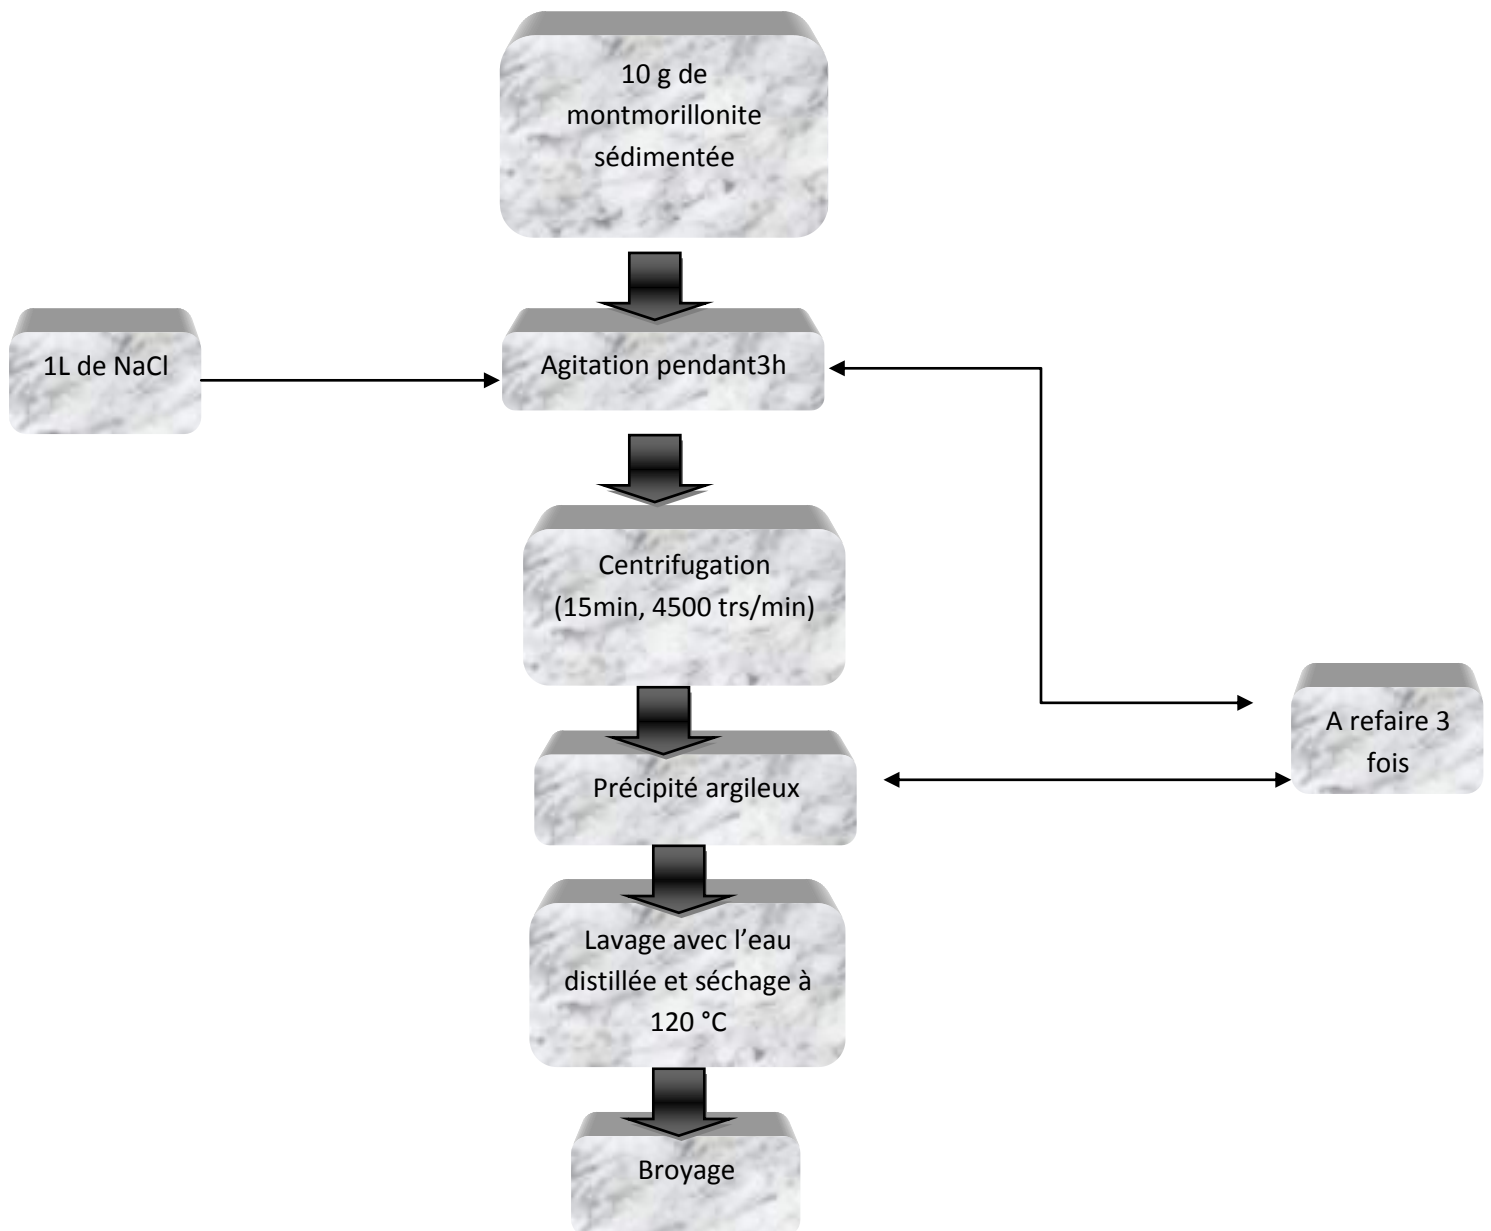 10 g de
montmorillonite
sédimentée
1L de NaCl
Agitation pendant3h
Centrifugation
(15min, 4500 trs/min)
A refaire 3
fois
Précipité argileux
Lavage avec l’eau
distillée et séchage à
120 °C
Broyage